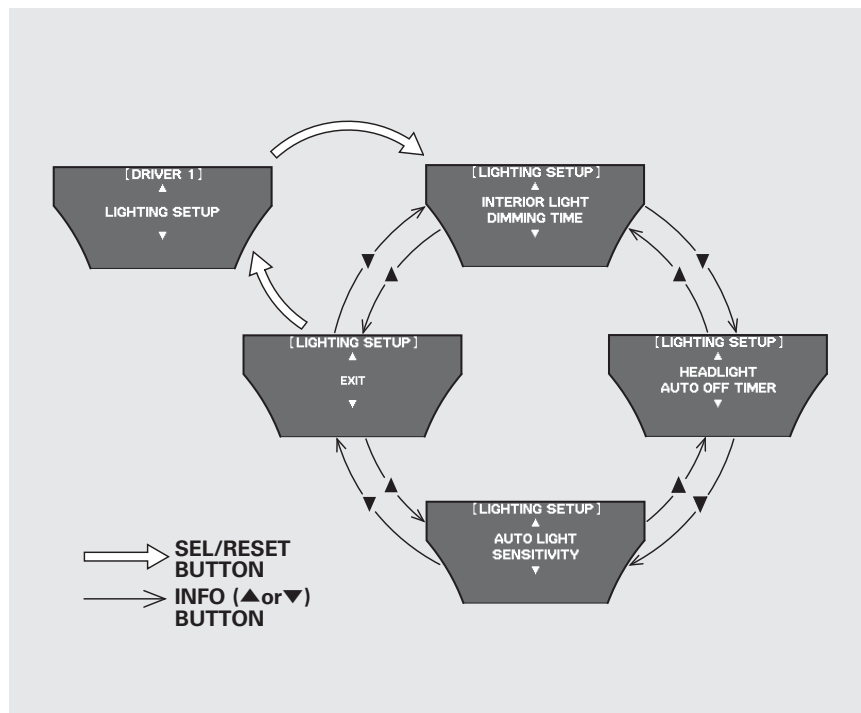 [DRIVER 1]
▲
LIGHTING SETUP
▼
[LIGHTING SETUP]
▲
INTERIOR LIGHT
DIMMING TIME
▼
▼
▲
▼
▲
[LIGHTING SETUP]
▲
EXIT
▼
[LIGHTING SETUP]
▲
HEADLIGHT
AUTO OFF TIMER
▼
▲
▼
▲
▼
[LIGHTING SETUP]
▲
AUTO LIGHT
SENSITIVITY
▼
SEL/RESET
BUTTON
INFO (▲or▼)
BUTTON